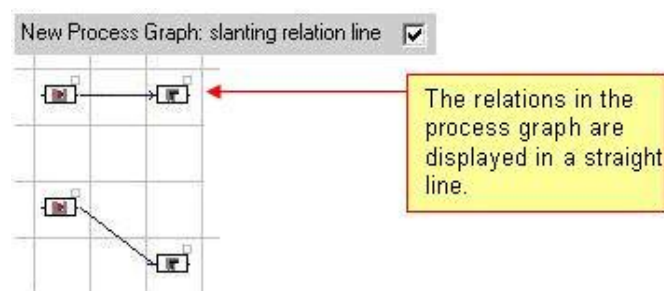 New Process Graph: slanting relation line
The relations in the
process graph are
displayed in a straight
line.